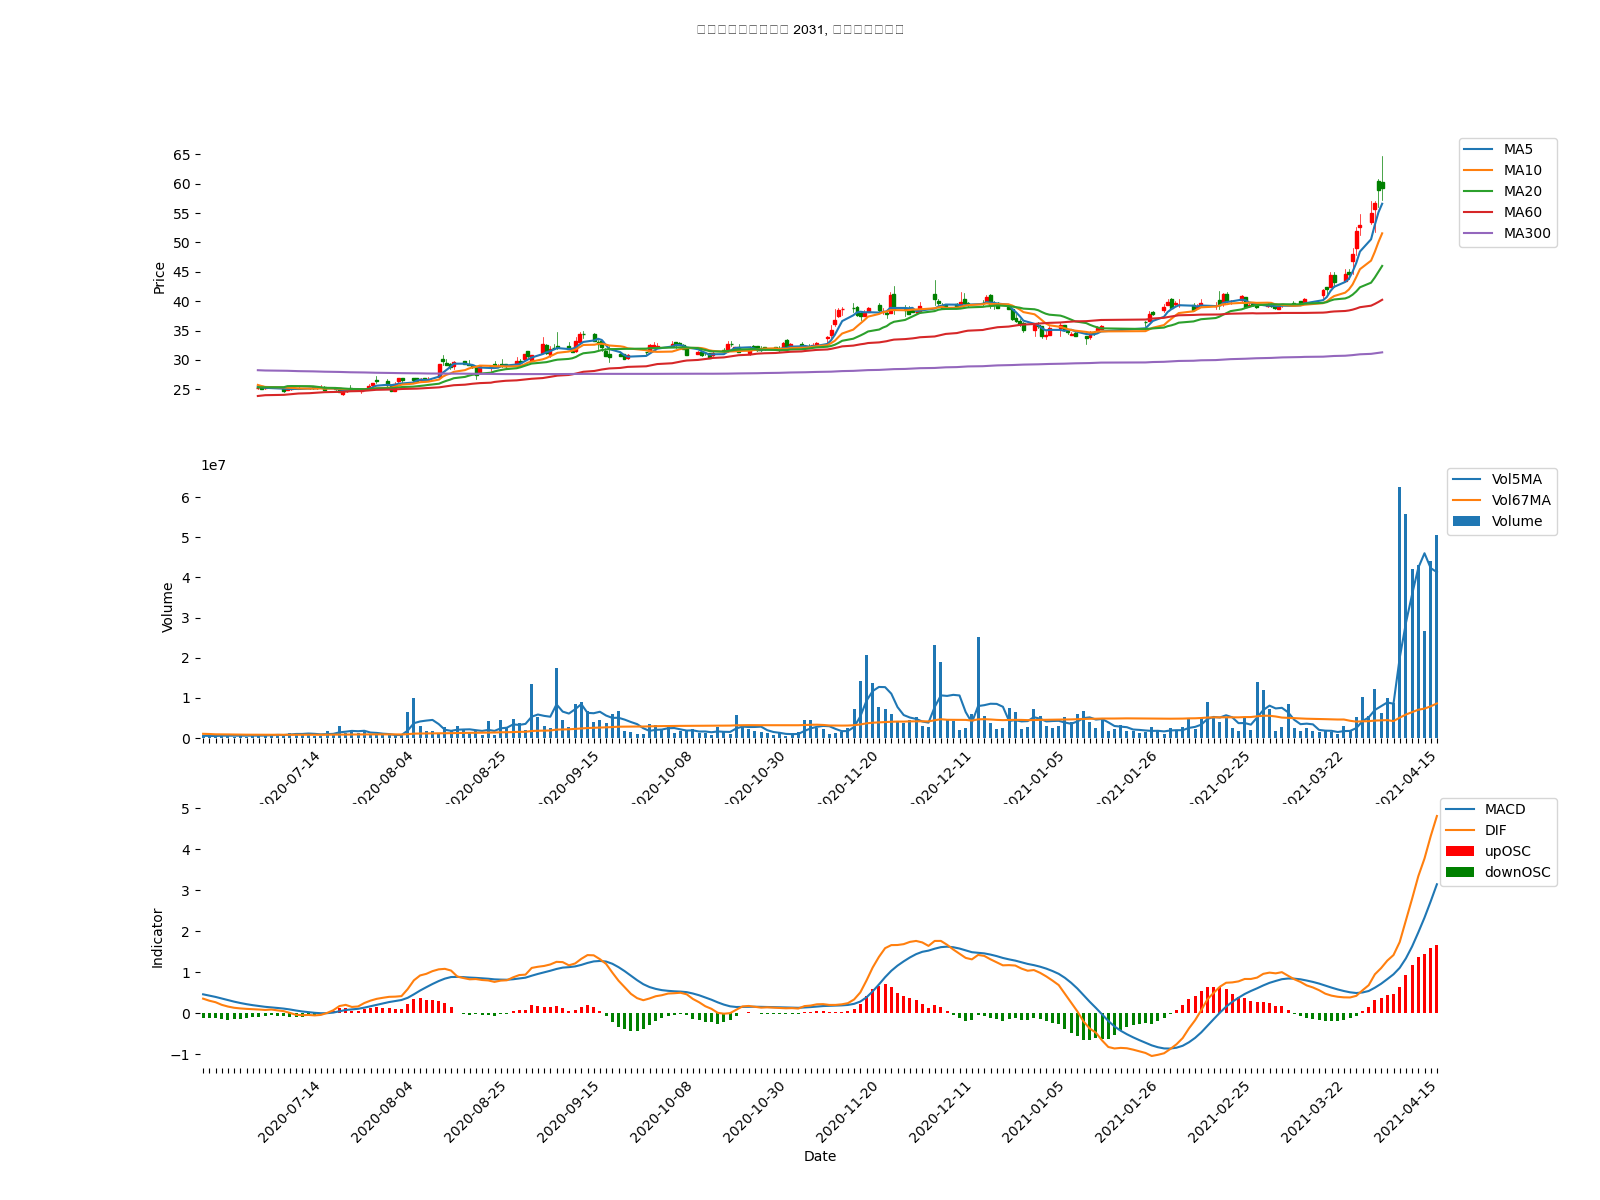 2031,
65
60
55
50
45
40
35
30
25
Price
MA5
MA10
MA20
MA60
MA300
1e7
6
5
4
3
2
1
0
Volume
Vol5MA
Vol67MA
Volume
2020-07-14
2020-08-04
2020-08-25
2020-09-15
2020-10-08
2020-10-30
2020-11-20
2020-12-11
2021-01-05
2021-01-26
2021-02-25
2021-03-22
2021-04-15
5
4
3
2
1
0
−1
Indicator
MACD
DIF
upOSC
downOSC
2020-07-14
2020-08-04
2020-08-25
2020-09-15
2020-10-08
2020-10-30
2020-11-20
2020-12-11
2021-01-05
2021-01-26
2021-02-25
2021-03-22
2021-04-15
Date